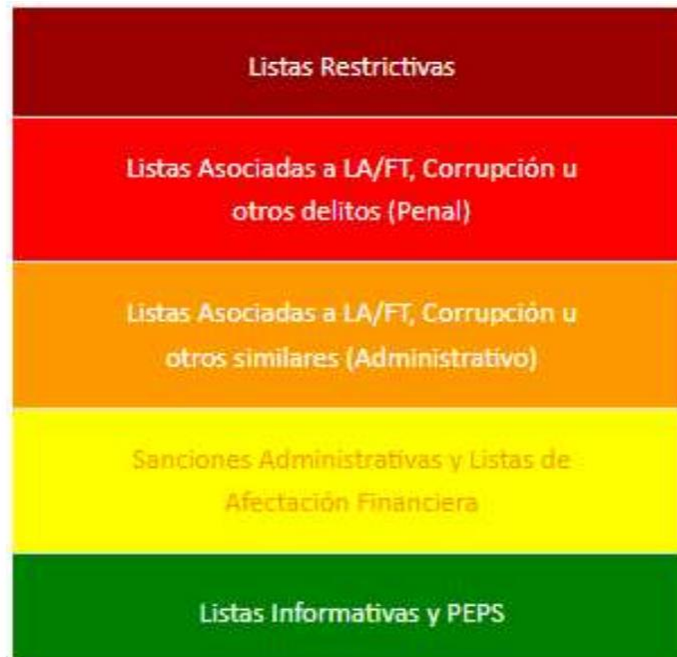 Listas Restrictivas
Listas Asociadas a LA/FT, Corrupción u
otros delitos (Penal)
Listas Asociadas a LA/FT, Corrupción u
otros similares (Administrativo)
Sanciones Administrativas y Listas de
Afectación Financiera
Listas Informativas y PEPS